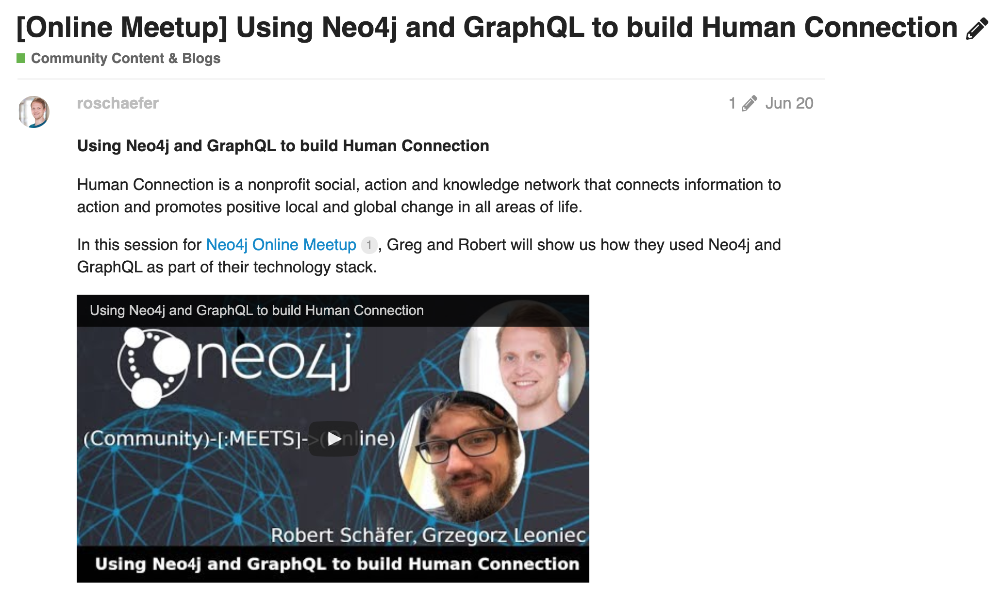 [Online Meetup] Using Neo4j and GraphQL to build Human Connection
Community Content & Blogs
roschaefer
1 Jun 20
Using Neo4j and GraphQL to build Human Connection
Human Connection is a nonprofit social, action and knowledge network that connects information to
action and promotes positive local and global change in all areas of life.
In this session for Neo4j Online Meetup 1, Greg and Robert will show us how they used Neo4j and
GraphQL as part of their technology stack.
Using Neo4j and GraphQL to build Human Connection
neo4j
(Community)-[:MEETS]->(Online)
Robert Schäfer, Grzegorz Leoniec
Using Neo4j and GraphQL to build Human Connection